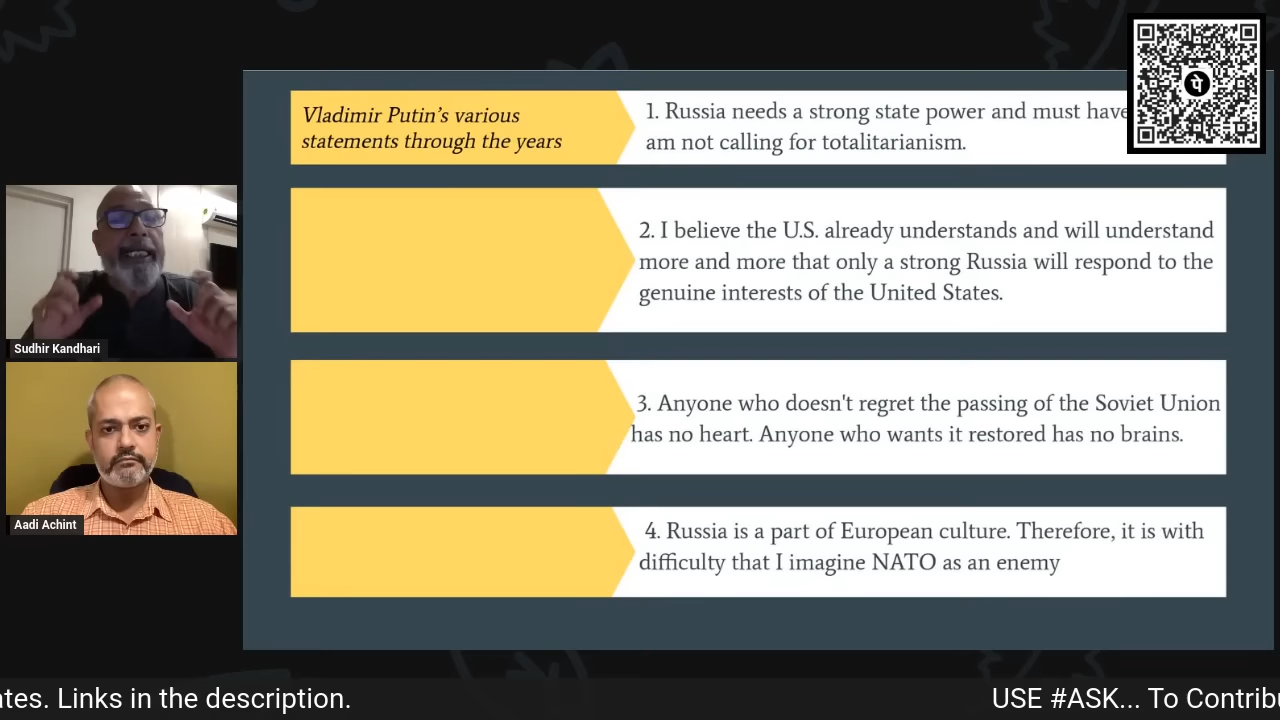 Vladimir Putin's various
statements through the years
1. Russia needs a strong state power and must have
am not calling for totalitarianism.
2. I believe the U.S. already understands and will understand
more and more that only a strong Russia will respond to the
genuine interests of the United States.
3. Anyone who doesn't regret the passing of the Soviet Union
has no heart. Anyone who wants it restored has no brains.
4. Russia is a part of European culture. Therefore, it is with
difficulty that I imagine NATO as an enemy
पे
Sudhir Kandhari
Aadi Achint
ates. Links in the description.
USE #ASK... To Contribu